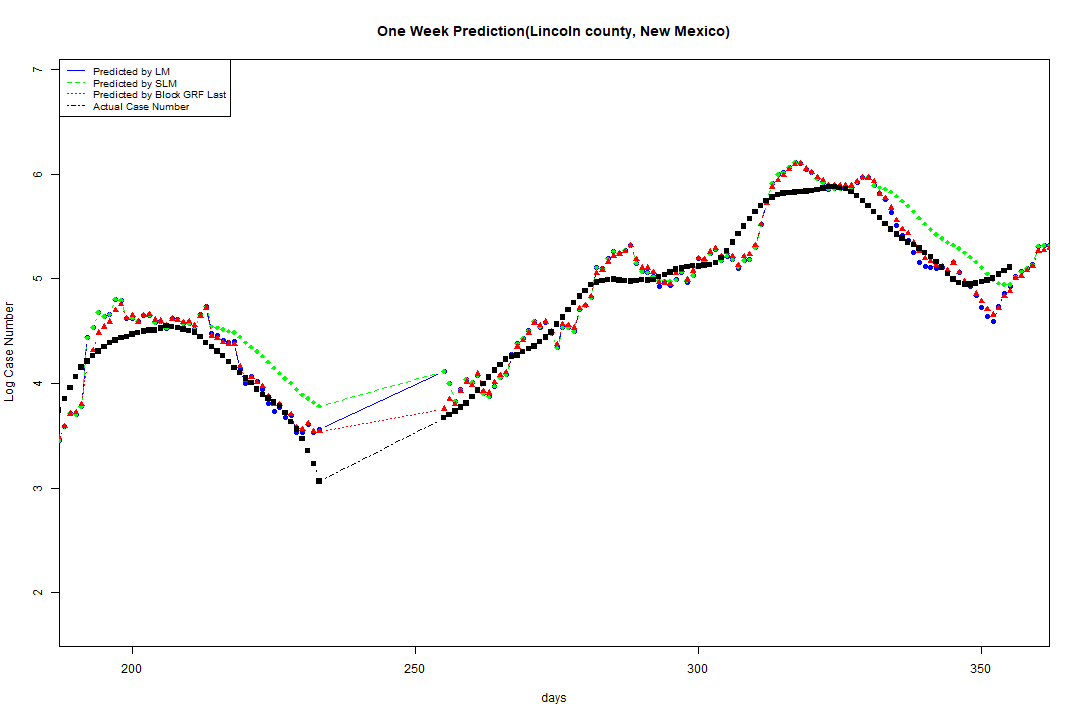 One Week Prediction(Lincoln county, New Mexico)
Predicted by LM
Predicted by SLM
Predicted by Block GRF Last
Actual Case Number
7
6
5
4
3
2
Log Case Number
200
250
300
350
days